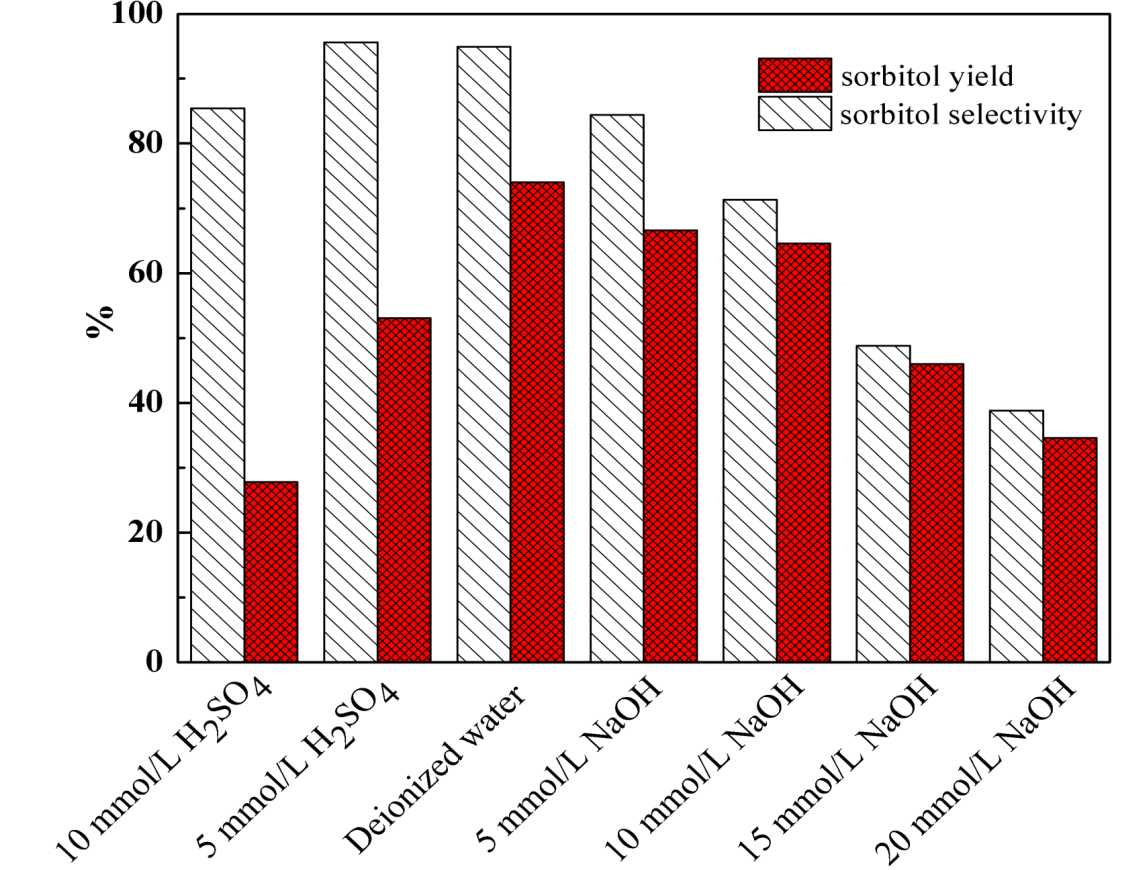 100
80
60
40
20
0
%
sorbitol yield
sorbitol selectivity
10 mmol/L H₂SO₄
5 mmol/L H₂SO₄
Deionized water
5 mmol/L NaOH
10 mmol/L NaOH
15 mmol/L NaOH
20 mmol/L NaOH